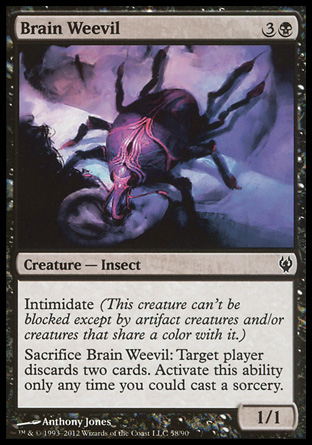 Brain Weevil 3
Creature — Insect
Intimidate (This creature can't be
blocked except by artifact creatures and/or
creatures that share a color with it.)
Sacrifice Brain Weevil: Target player
discards two cards. Activate this ability
only any time you could cast a sorcery.
Anthony Jones
™ & © 1993–2012 Wizards of the Coast LLC 58/90
1/1